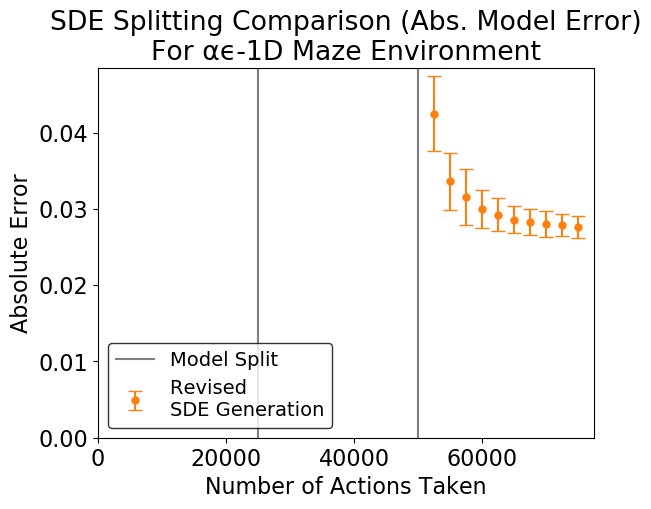 SDE Splitting Comparison (Abs. Model Error)
For αϵ-1D Maze Environment
Absolute Error
0.04
0.03
0.02
0.01
0.00
Model Split
Revised
SDE Generation
0
20000
40000
60000
Number of Actions Taken